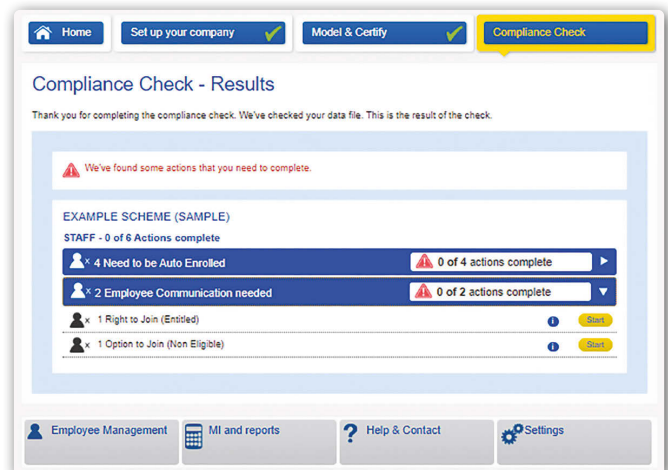 Home
Set up your company
Model & Certify
Compliance Check
Compliance Check - Results
Thank you for completing the compliance check. We've checked your data file. This is the result of the check.
We've found some actions that you need to complete.
EXAMPLE SCHEME (SAMPLE)
STAFF - 0 of 6 Actions complete
x 4 Need to be Auto Enrolled
0 of 4 actions complete
x 2 Employee Communication needed
0 of 2 actions complete
x 1 Right to Join (Entitled)
i
Start
x 1 Option to Join (Non Eligible)
i
Start
Employee Management
MI and reports
Help & Contact
Settings